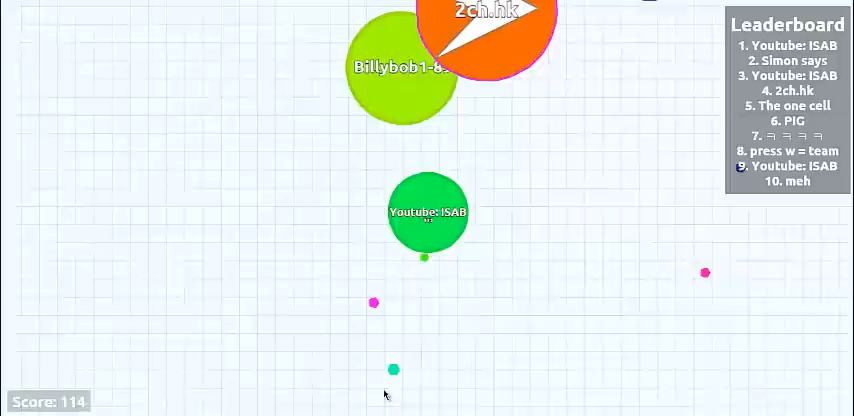 2ch.hk
Billybob1-8
Youtube: ISAB
Leaderboard
1. Youtube: ISAB
2. Simon says
3. Youtube: ISAB
4. 2ch.hk
5. The one cell
6. PIG
7. ㅋ ㅋ ㅋ ㅋ
8. press w = team
9. Youtube: ISAB
10. meh
Score: 114